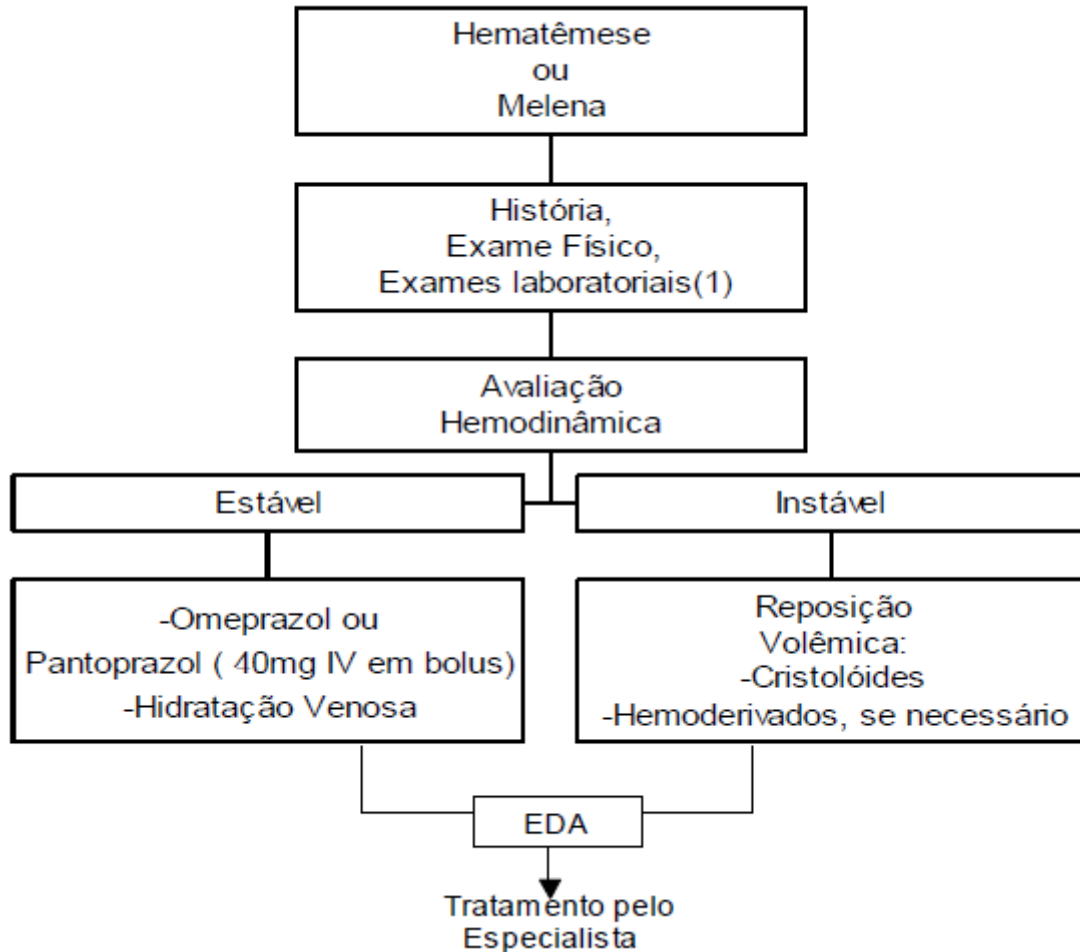 Hematêmese
ou
Melena
História,
Exame Físico,
Exames laboratoriais(1)
Avaliação
Hemodinâmica
Estável
Instável
-Omeprazol ou
Pantoprazol ( 40mg IV em bolus)
-Hidratação Venosa
Reposição
Volêmica:
-Cristolóides
-Hemoderivados, se necessário
EDA
Tratamento pelo
Especialista